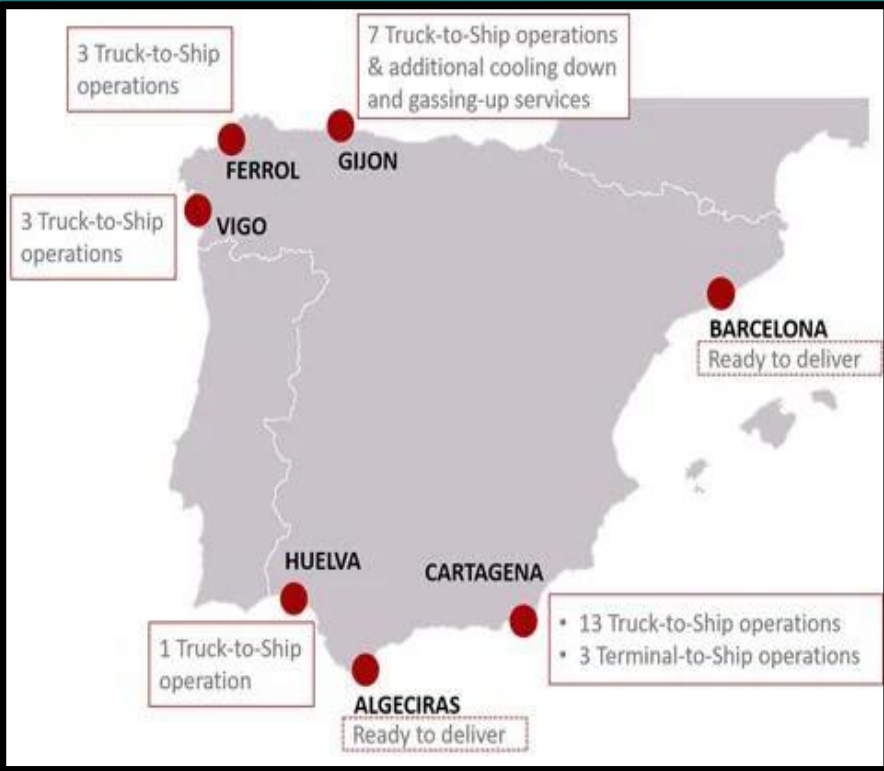 3 Truck-to-Ship
operations
7 Truck-to-Ship operations
& additional cooling down
and gassing-up services
FERROL
GIJON
3 Truck-to-Ship
operations
VIGO
BARCELONA
Ready to deliver
HUELVA
CARTAGENA
1 Truck-to-Ship
operation
• 13 Truck-to-Ship operations
• 3 Terminal-to-Ship operations
ALGECIRAS
Ready to deliver